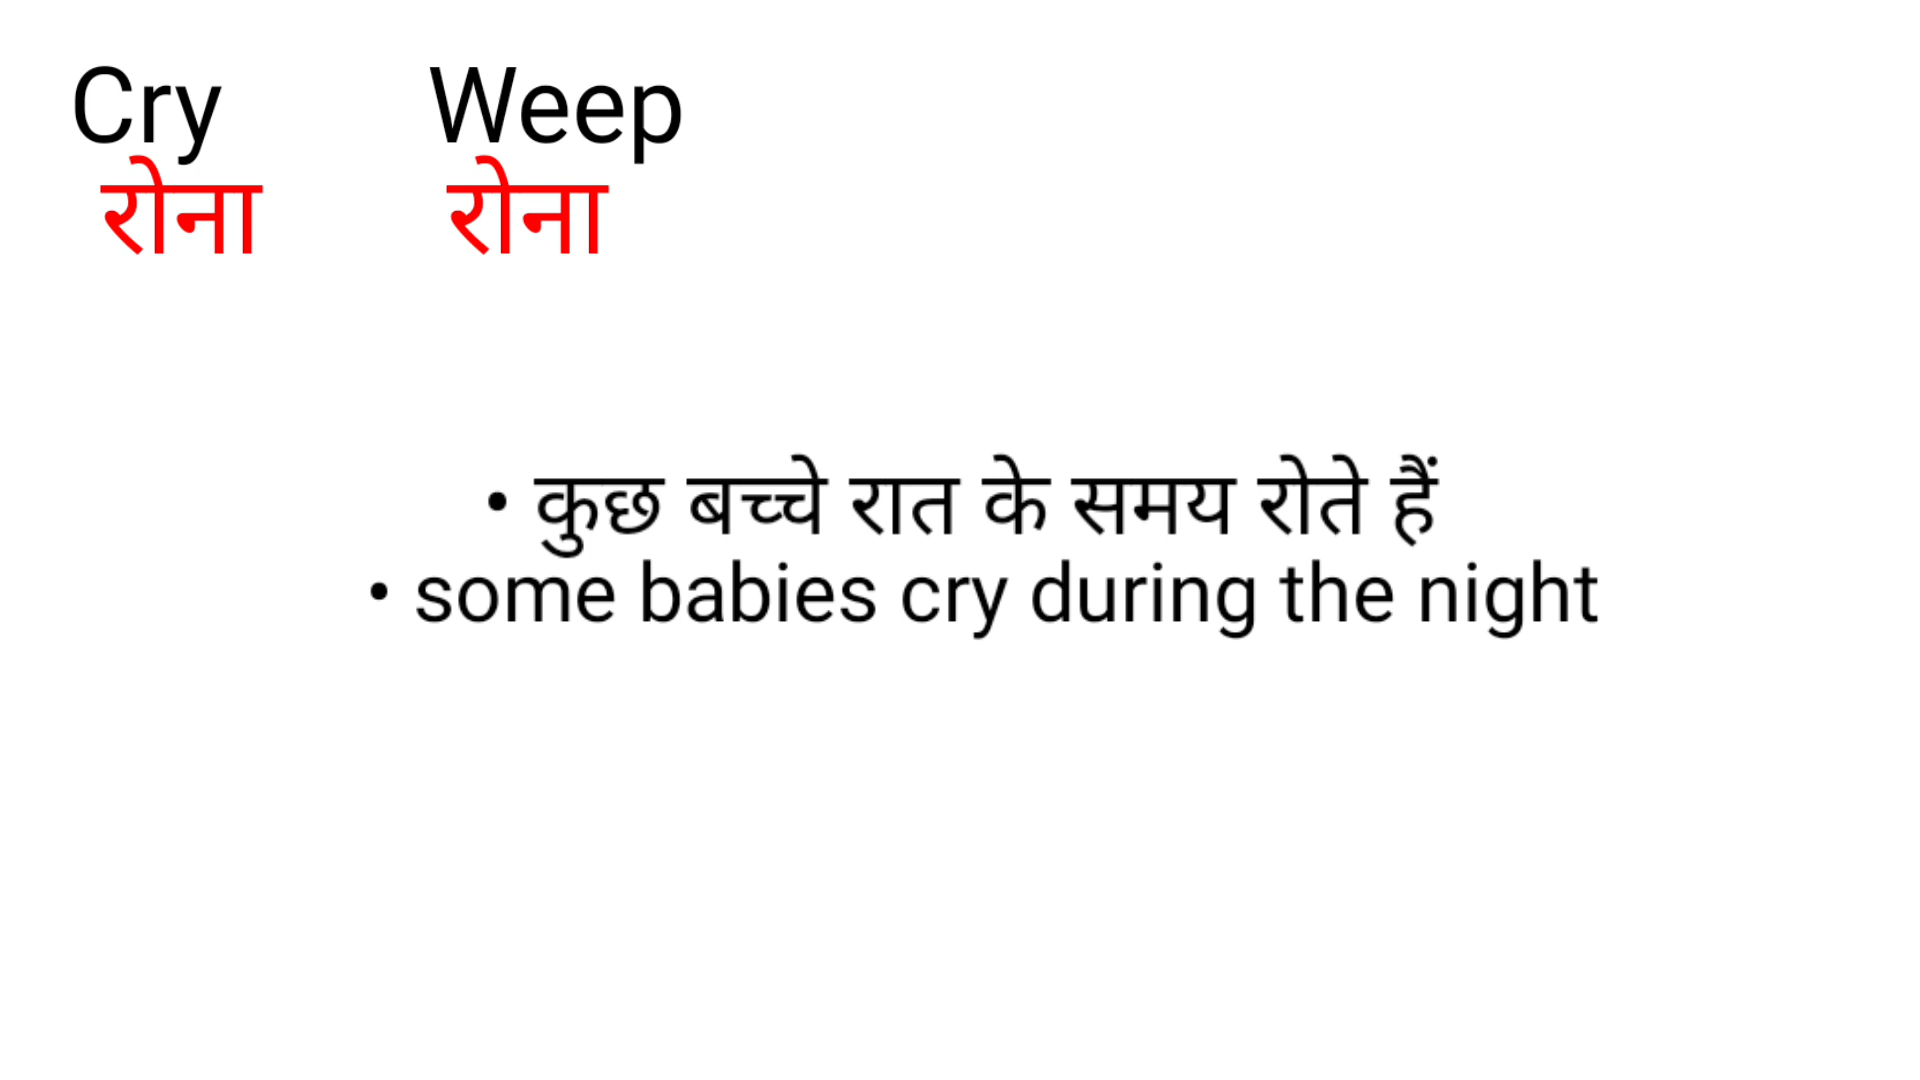 Cry Weep
रोना रोना
• कुछ बच्चे रात के समय रोते हैं
• some babies cry during the night